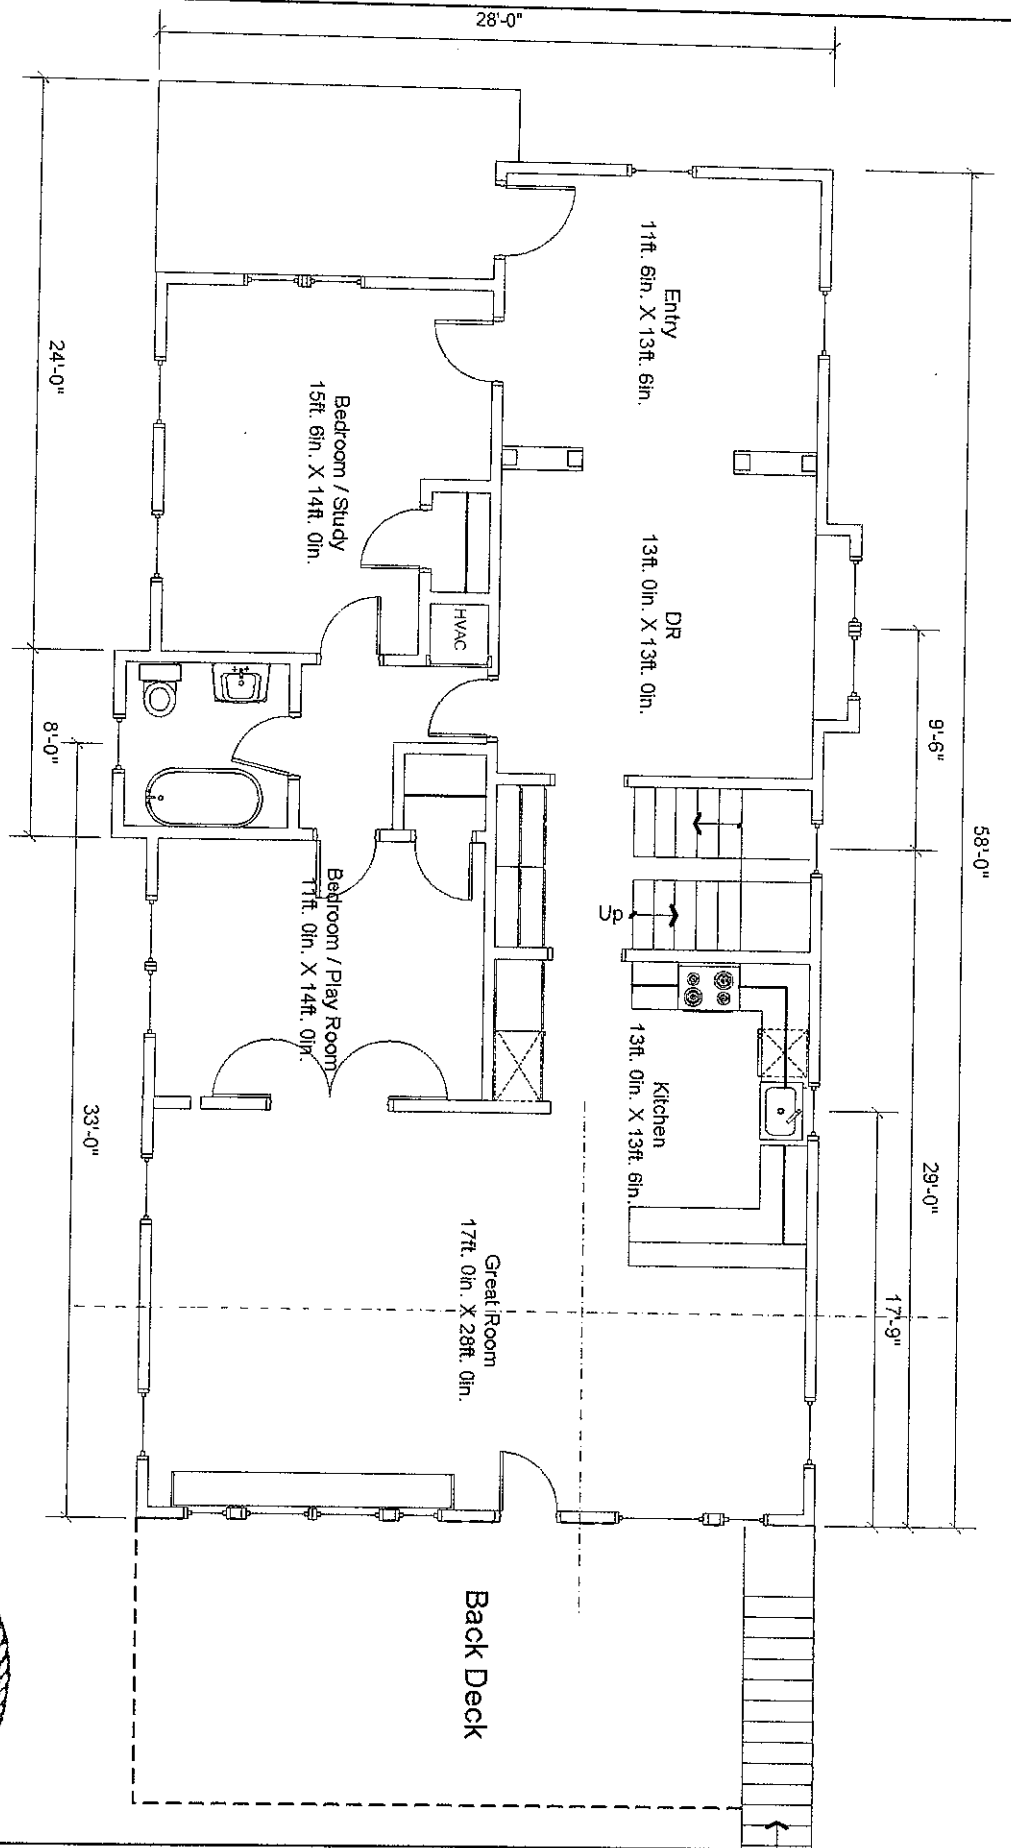 28'-0"
24'-0"
8'-0"
33'-0"
58'-0"
9'-6"
29'-0"
17'-9"
Entry
11ft. 6in. X 13ft. 6in.
DR
13ft. 0in. X 13ft. 0in.
Bedroom / Study
15ft. 6in. X 14ft. 0in.
HVAC
Up
Kitchen
13ft. 0in. X 13ft. 6in.
Bedroom / Play Room
11ft. 0in. X 14ft. 0in.
Great Room
17ft. 0in. X 28ft. 0in.
Back Deck